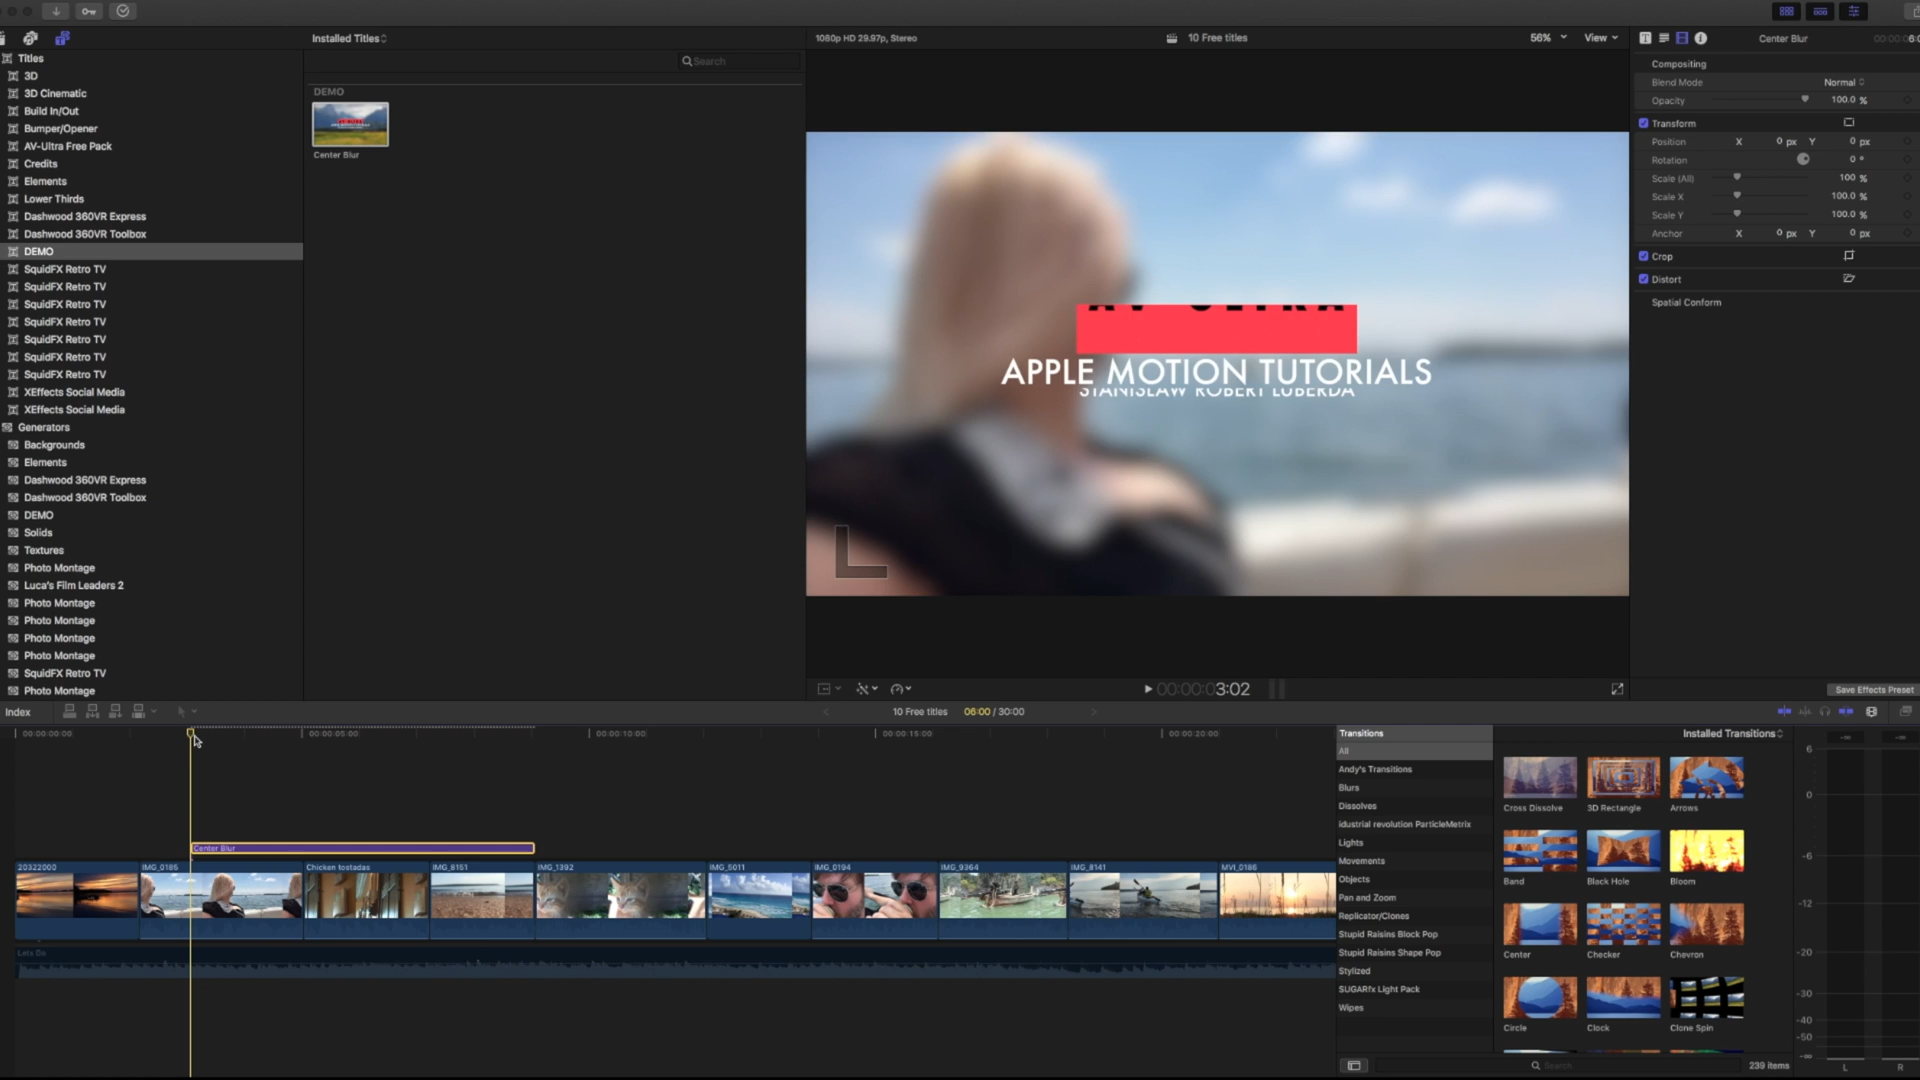 Installed Titles
1080p HD 29.97p, Stereo
10 Free titles
56%
View
Center Blur
Titles
3D
3D Cinematic
Build In/Out
Bumper/Opener
AV-Ultra Free Pack
Credits
Elements
Lower Thirds
Dashwood 360VR Express
Dashwood 360VR Toolbox
DEMO
SquidFX Retro TV
SquidFX Retro TV
SquidFX Retro TV
SquidFX Retro TV
SquidFX Retro TV
SquidFX Retro TV
SquidFX Retro TV
XEffects Social Media
XEffects Social Media
Generators
Backgrounds
Elements
Dashwood 360VR Express
Dashwood 360VR Toolbox
DEMO
Solids
Textures
Photo Montage
Luca's Film Leaders 2
Photo Montage
Photo Montage
Photo Montage
Photo Montage
SquidFX Retro TV
Photo Montage
Search
DEMO
Center Blur
APPLE MOTION TUTORIALS
STANISLAW ROBERT LUBERDA
00:00:00:03:02
Compositing
Blend Mode Normal
Opacity 100.0 %
Transform
Position X 0 px Y 0 px
Rotation 0 °
Scale (All) 100 %
Scale X 100.0 %
Scale Y 100.0 %
Anchor X 0 px Y 0 px
Crop
Distort
Spatial Conform
Save Effects Preset
Index
10 Free titles 06:00 / 30:00
00:00:00:00
00:00:05:00
00:00:10:00
00:00:15:00
00:00:20:00
Center Blur
20322000
IMG_0185
Chicken tostadas
IMG_8151
IMG_1392
IMG_5011
IMG_0194
IMG_9364
IMG_8141
MVI_0186
Lets Go
Transitions
All
Andy's Transitions
Blurs
Dissolves
idustrial revolution ParticleMetrix
Lights
Movements
Objects
Pan and Zoom
Replicator/Clones
Stupid Raisins Block Pop
Stupid Raisins Shape Pop
Stylized
SUGARfx Light Pack
Wipes
Installed Transitions
Cross Dissolve
3D Rectangle
Arrows
Band
Black Hole
Bloom
Center
Checker
Chevron
Circle
Clock
Clone Spin
Search
239 items
6
0
-6
-12
-20
-30
-40
-50
-∞
L
R